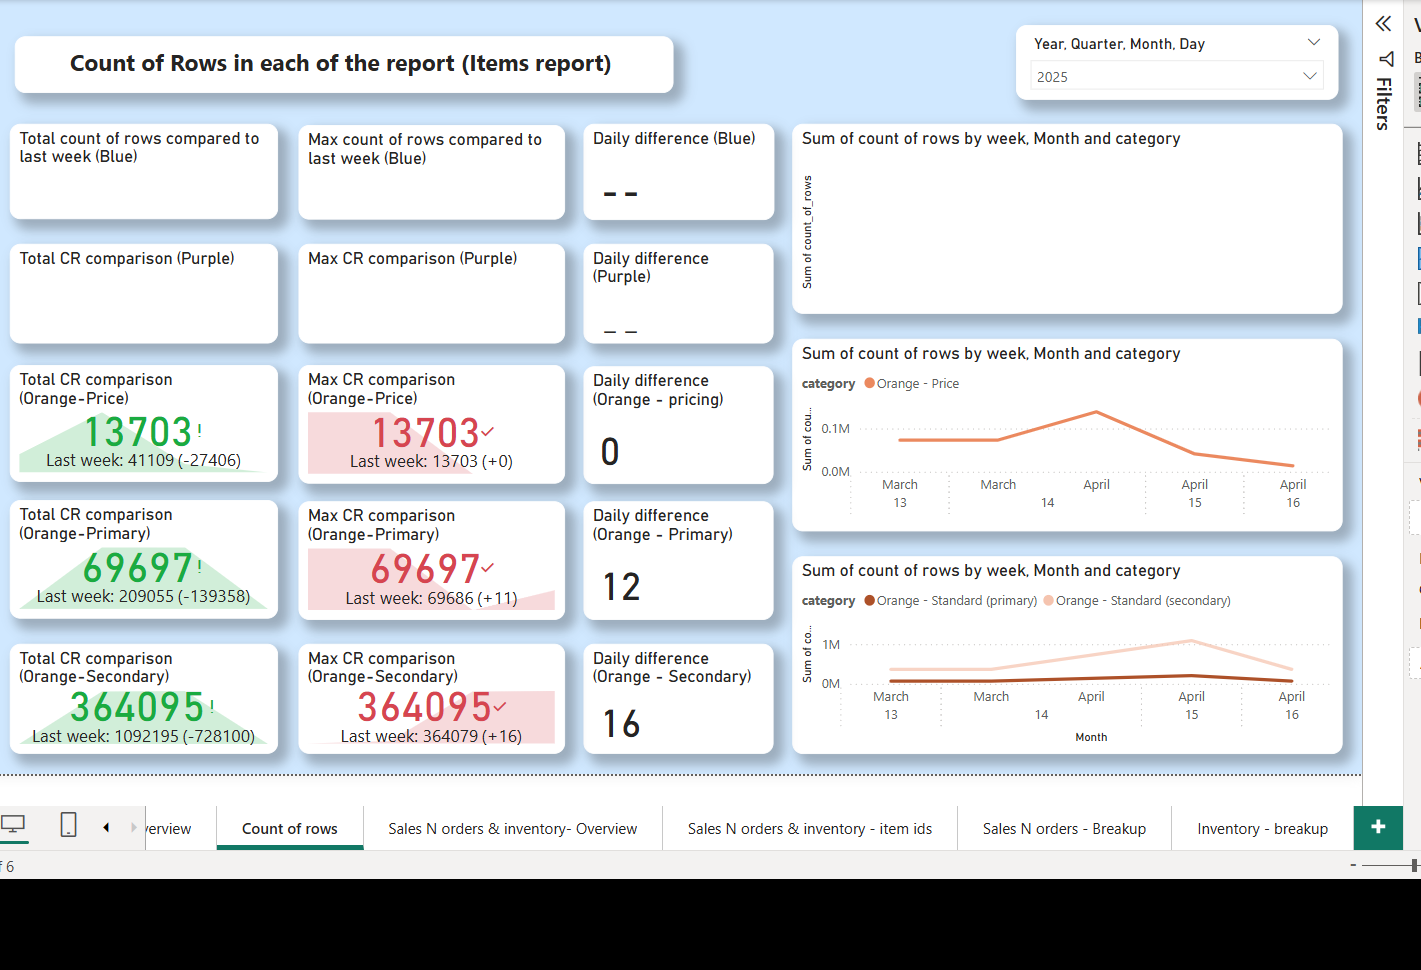 Count of Rows in each of the report (Items report)
Year, Quarter, Month, Day
2025
Filters
Total count of rows compared to
last week (Blue)
Max count of rows compared to
last week (Blue)
Daily difference (Blue)
--
Sum of count of rows by week, Month and category
Sum of count_of_rows
Total CR comparison (Purple)
Max CR comparison (Purple)
Daily difference
(Purple)
--
Total CR comparison
(Orange-Price)
13703!
Last week: 41109 (-27406)
Max CR comparison
(Orange-Price)
13703
Last week: 13703 (+0)
Daily difference
(Orange - pricing)
0
Sum of count of rows by week, Month and category
category Orange - Price
Sum of cou...
0.1M
0.0M
March March April April April
13 14 15 16
Total CR comparison
(Orange-Primary)
69697!
Last week: 209055 (-139358)
Max CR comparison
(Orange-Primary)
69697
Last week: 69686 (+11)
Daily difference
(Orange - Primary)
12
Sum of count of rows by week, Month and category
category Orange - Standard (primary) Orange - Standard (secondary)
Sum of co...
1M
0M
March March April April April
13 14 15 16
Month
Total CR comparison
(Orange-Secondary)
364095!
Last week: 1092195 (-728100)
Max CR comparison
(Orange-Secondary)
364095
Last week: 364079 (+16)
Daily difference
(Orange - Secondary)
16
verview Count of rows Sales N orders & inventory- Overview Sales N orders & inventory - item ids Sales N orders - Breakup Inventory - breakup +
f 6
-